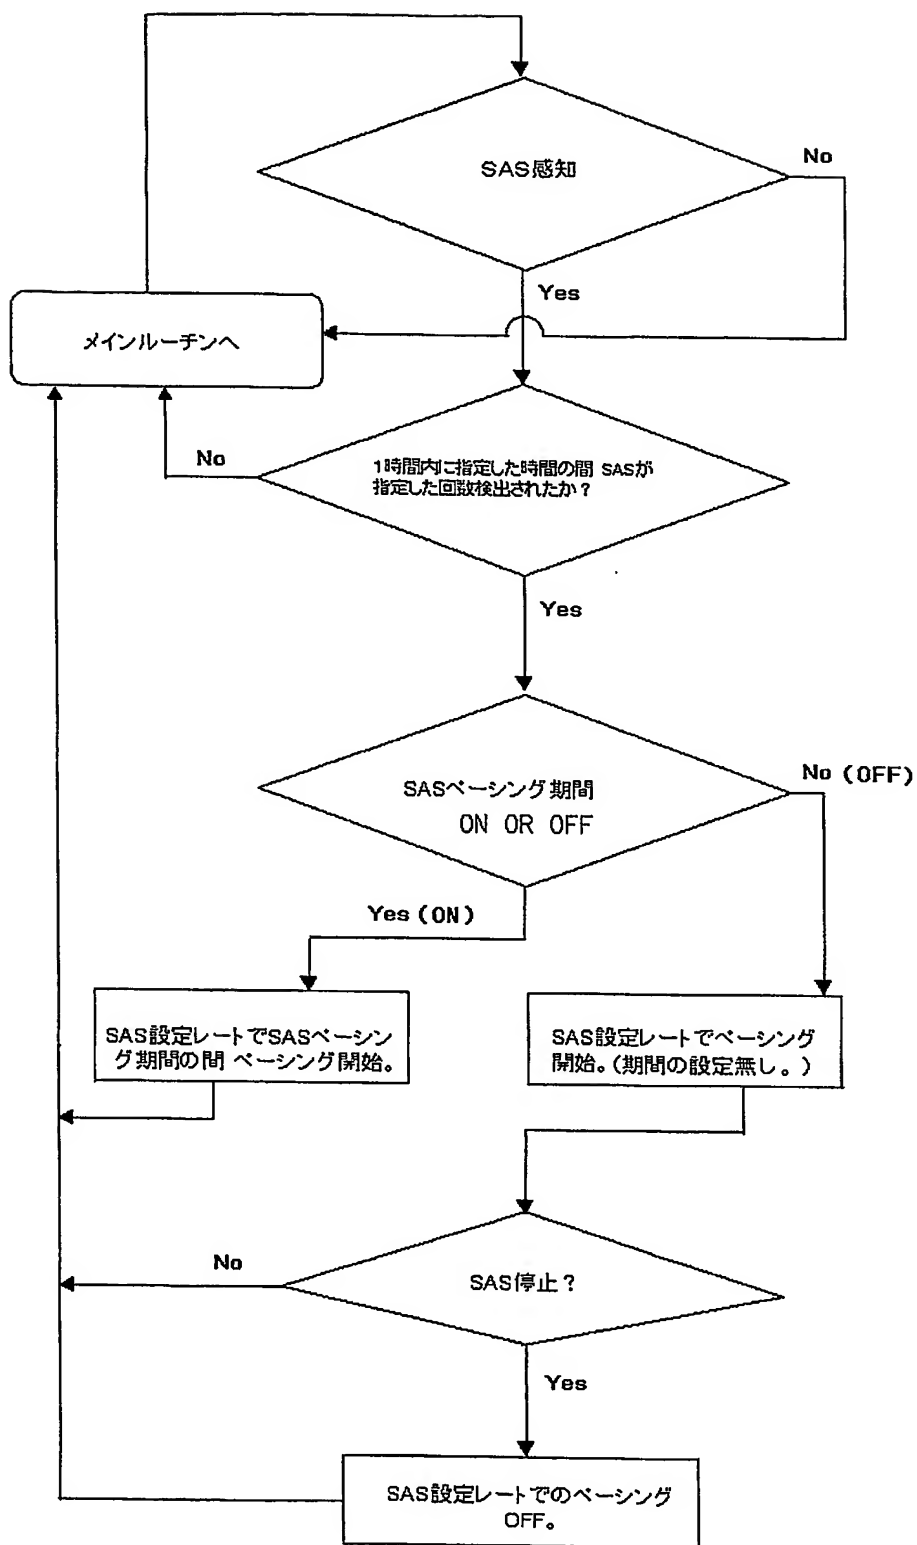 SAS感知
No
Yes
メインルーチンへ
No
1時間内に指定した時間の間 SASが
指定した回数検出されたか？
Yes
SASペーシング期間
ON OR OFF
No (OFF)
Yes (ON)
SAS設定レートでSASペーシン
グ期間の間 ペーシング開始。
SAS設定レートでペーシング
開始。(期間の設定無し。)
No
SAS停止？
Yes
SAS設定レートでのペーシング
OFF。